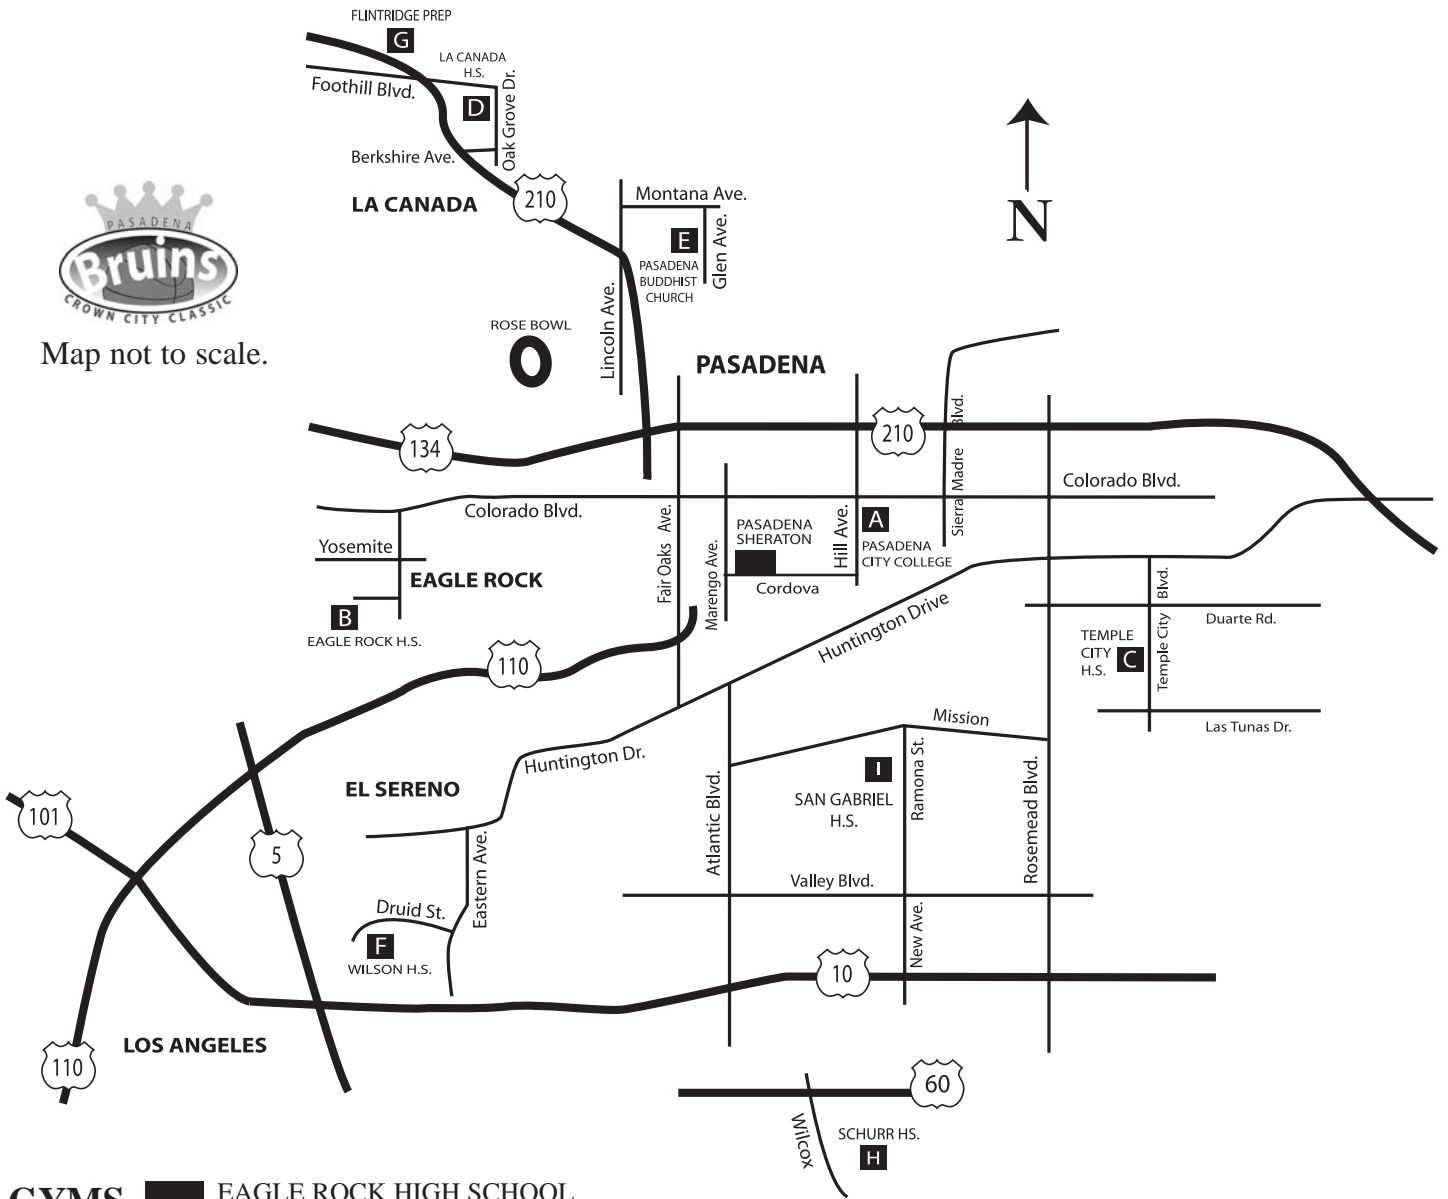 FLINTRIDGE PREP
G
LA CANADA
H.S.
Foothill Blvd.
D
Oak Grove Dr.
Berkshire Ave.
LA CANADA
210
Montana Ave.
E
Glen Ave.
PASADENA
BUDDHIST
CHURCH
Lincoln Ave.
N
PASADENA
Bruins
CROWN CITY CLASSIC
Map not to scale.
ROSE BOWL
PASADENA
134
210
Sierra Madre Blvd.
Colorado Blvd.
Colorado Blvd.
Yosemite
EAGLE ROCK
B
EAGLE ROCK H.S.
Fair Oaks Ave.
Marengo Ave.
PASADENA
SHERATON
Cordova
Hill Ave.
A
PASADENA
CITY COLLEGE
Huntington Drive
Duarte Rd.
TEMPLE
CITY
H.S.
C
Temple City Blvd.
Las Tunas Dr.
110
Huntington Dr.
Mission
EL SERENO
101
5
Atlantic Blvd.
I
SAN GABRIEL
H.S.
Ramona St.
Rosemead Blvd.
Valley Blvd.
Eastern Ave.
Druid St.
F
WILSON H.S.
New Ave.
10
LOS ANGELES
110
60
Wilcox
SCHURR HS.
H
GYMS
EAGLE ROCK HIGH SCHOOL